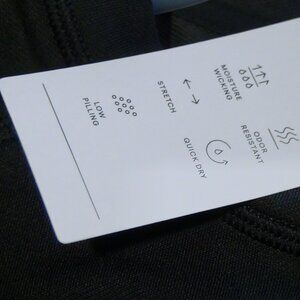 MOISTURE
WICKING
STRETCH
LOW
PILLING
ODOR
RESISTANT
QUICK DRY